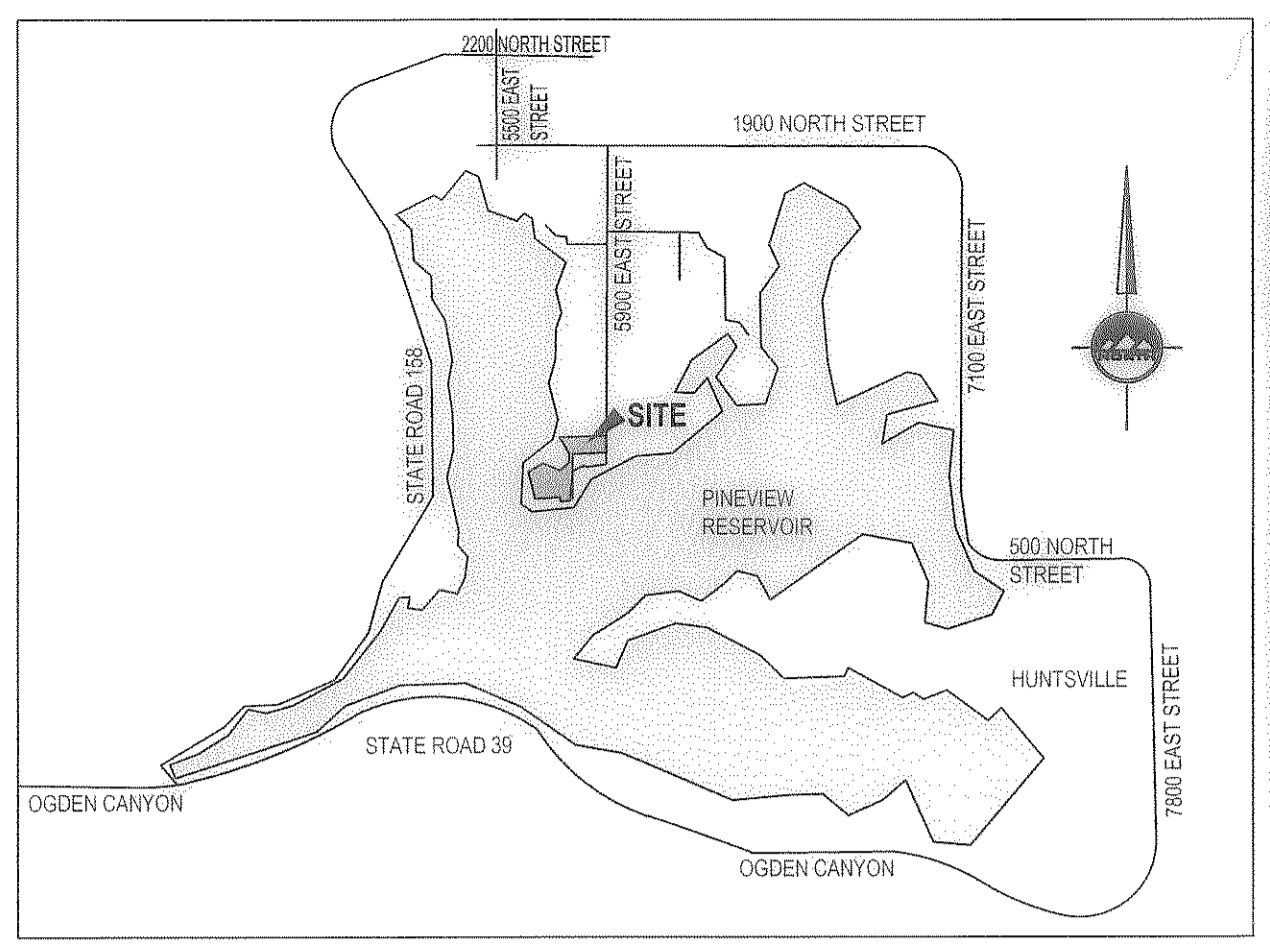 2200 NORTH STREET
5500 EAST
STREET
1900 NORTH STREET
5900 EAST STREET
7100 EAST STREET
STATE ROAD 158
SITE
PINEVIEW
RESERVOIR
500 NORTH
STREET
HUNTSVILLE
7800 EAST STREET
STATE ROAD 39
OGDEN CANYON
OGDEN CANYON